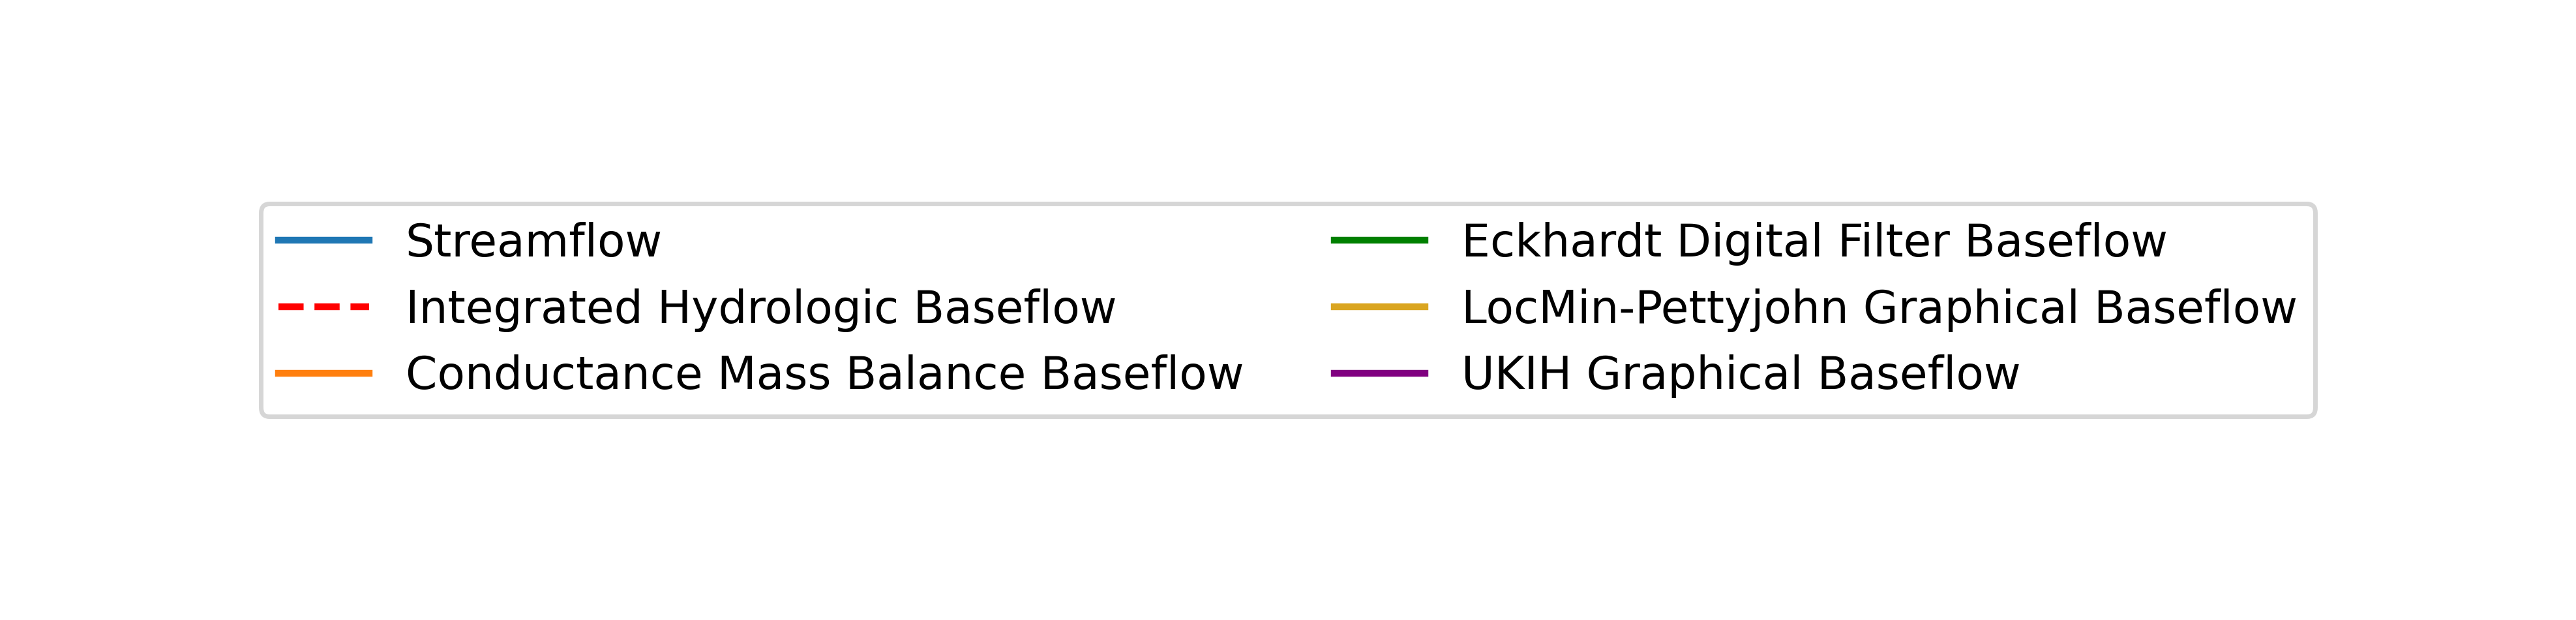 Streamflow
Integrated Hydrologic Baseflow
Conductance Mass Balance Baseflow
Eckhardt Digital Filter Baseflow
LocMin-Pettyjohn Graphical Baseflow
UKIH Graphical Baseflow